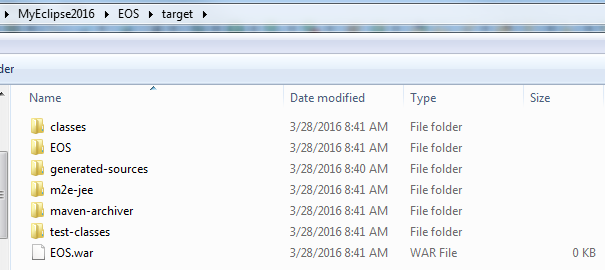 MyEclipse2016 EOS target
der
Name Date modified Type Size
classes 3/28/2016 8:41 AM File folder
EOS 3/28/2016 8:41 AM File folder
generated-sources 3/28/2016 8:40 AM File folder
m2e-jee 3/28/2016 8:41 AM File folder
maven-archiver 3/28/2016 8:41 AM File folder
test-classes 3/28/2016 8:41 AM File folder
EOS.war 3/28/2016 8:41 AM WAR File 0 KB